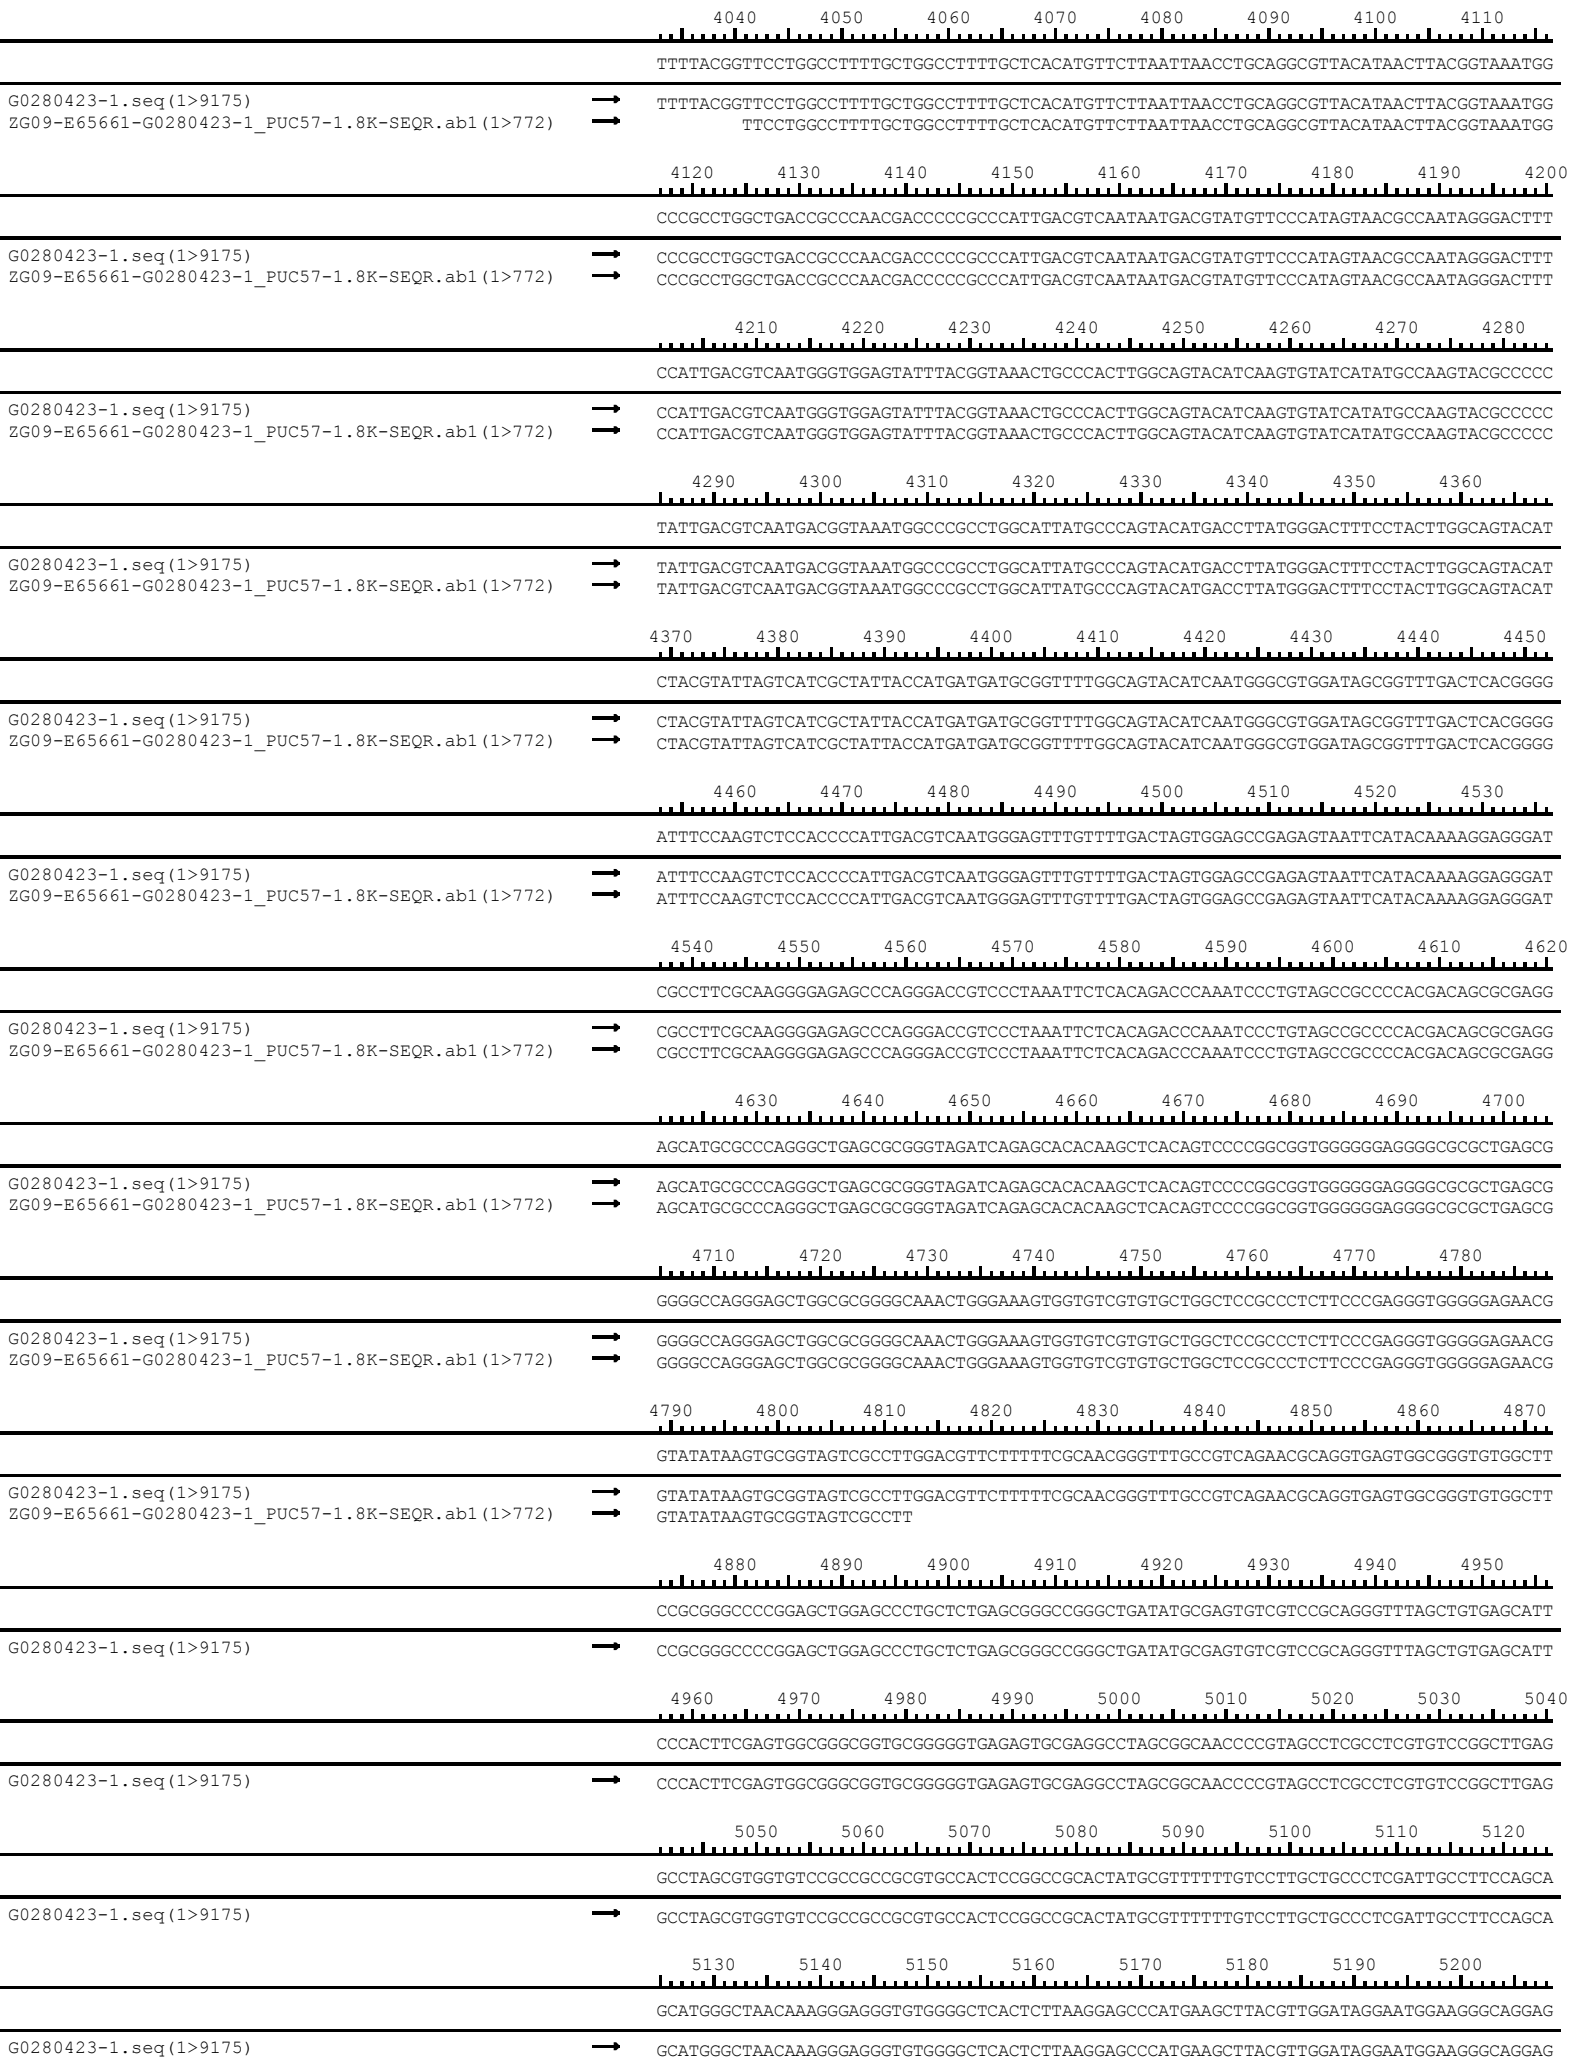 4040 4050 4060 4070 4080 4090 4100 4110
TTTTACGGTTCCTGGCCTTTTGCTGGCCTTTTGCTCACATGTTCTTAATTAACCTGCAGGCGTTACATAACTTACGGTAAATGG
G0280423-1.seq(1>9175) → TTTTACGGTTCCTGGCCTTTTGCTGGCCTTTTGCTCACATGTTCTTAATTAACCTGCAGGCGTTACATAACTTACGGTAAATGG
ZG09-E65661-G0280423-1_PUC57-1.8K-SEQR.ab1(1>772) → TTCCTGGCCTTTTGCTGGCCTTTTGCTCACATGTTCTTAATTAACCTGCAGGCGTTACATAACTTACGGTAAATGG
4120 4130 4140 4150 4160 4170 4180 4190 4200
CCCGCCTGGCTGACCGCCCAACGACCCCCGCCCATTGACGTCAATAATGACGTATGTTCCCATAGTAACGCCAATAGGGACTTT
G0280423-1.seq(1>9175) → CCCGCCTGGCTGACCGCCCAACGACCCCCGCCCATTGACGTCAATAATGACGTATGTTCCCATAGTAACGCCAATAGGGACTTT
ZG09-E65661-G0280423-1_PUC57-1.8K-SEQR.ab1(1>772) → CCCGCCTGGCTGACCGCCCAACGACCCCCGCCCATTGACGTCAATAATGACGTATGTTCCCATAGTAACGCCAATAGGGACTTT
4210 4220 4230 4240 4250 4260 4270 4280
CCATTGACGTCAATGGGTGGAGTATTTACGGTAAACTGCCCACTTGGCAGTACATCAAGTGTATCATATGCCAAGTACGCCCCC
G0280423-1.seq(1>9175) → CCATTGACGTCAATGGGTGGAGTATTTACGGTAAACTGCCCACTTGGCAGTACATCAAGTGTATCATATGCCAAGTACGCCCCC
ZG09-E65661-G0280423-1_PUC57-1.8K-SEQR.ab1(1>772) → CCATTGACGTCAATGGGTGGAGTATTTACGGTAAACTGCCCACTTGGCAGTACATCAAGTGTATCATATGCCAAGTACGCCCCC
4290 4300 4310 4320 4330 4340 4350 4360
TATTGACGTCAATGACGGTAAATGGCCCGCCTGGCATTATGCCCAGTACATGACCTTATGGGACTTTCCTACTTGGCAGTACAT
G0280423-1.seq(1>9175) → TATTGACGTCAATGACGGTAAATGGCCCGCCTGGCATTATGCCCAGTACATGACCTTATGGGACTTTCCTACTTGGCAGTACAT
ZG09-E65661-G0280423-1_PUC57-1.8K-SEQR.ab1(1>772) → TATTGACGTCAATGACGGTAAATGGCCCGCCTGGCATTATGCCCAGTACATGACCTTATGGGACTTTCCTACTTGGCAGTACAT
4370 4380 4390 4400 4410 4420 4430 4440 4450
CTACGTATTAGTCATCGCTATTACCATGATGATGCGGTTTTGGCAGTACATCAATGGGCGTGGATAGCGGTTTGACTCACGGGG
G0280423-1.seq(1>9175) → CTACGTATTAGTCATCGCTATTACCATGATGATGCGGTTTTGGCAGTACATCAATGGGCGTGGATAGCGGTTTGACTCACGGGG
ZG09-E65661-G0280423-1_PUC57-1.8K-SEQR.ab1(1>772) → CTACGTATTAGTCATCGCTATTACCATGATGATGCGGTTTTGGCAGTACATCAATGGGCGTGGATAGCGGTTTGACTCACGGGG
4460 4470 4480 4490 4500 4510 4520 4530
ATTTCCAAGTCTCCACCCCATTGACGTCAATGGGAGTTTGTTTTGACTAGTGGAGCCGAGAGTAATTCATACAAAAGGAGGGAT
G0280423-1.seq(1>9175) → ATTTCCAAGTCTCCACCCCATTGACGTCAATGGGAGTTTGTTTTGACTAGTGGAGCCGAGAGTAATTCATACAAAAGGAGGGAT
ZG09-E65661-G0280423-1_PUC57-1.8K-SEQR.ab1(1>772) → ATTTCCAAGTCTCCACCCCATTGACGTCAATGGGAGTTTGTTTTGACTAGTGGAGCCGAGAGTAATTCATACAAAAGGAGGGAT
4540 4550 4560 4570 4580 4590 4600 4610 4620
CGCCTTCGCAAGGGGAGAGCCCAGGGACCGTCCCTAAATTCTCACAGACCCAAATCCCTGTAGCCGCCCCACGACAGCGCGAGG
G0280423-1.seq(1>9175) → CGCCTTCGCAAGGGGAGAGCCCAGGGACCGTCCCTAAATTCTCACAGACCCAAATCCCTGTAGCCGCCCCACGACAGCGCGAGG
ZG09-E65661-G0280423-1_PUC57-1.8K-SEQR.ab1(1>772) → CGCCTTCGCAAGGGGAGAGCCCAGGGACCGTCCCTAAATTCTCACAGACCCAAATCCCTGTAGCCGCCCCACGACAGCGCGAGG
4630 4640 4650 4660 4670 4680 4690 4700
AGCATGCGCCCAGGGCTGAGCGCGGGTAGATCAGAGCACACAAGCTCACAGTCCCCGGCGGTGGGGGGAGGGGCGCGCTGAGCG
G0280423-1.seq(1>9175) → AGCATGCGCCCAGGGCTGAGCGCGGGTAGATCAGAGCACACAAGCTCACAGTCCCCGGCGGTGGGGGGAGGGGCGCGCTGAGCG
ZG09-E65661-G0280423-1_PUC57-1.8K-SEQR.ab1(1>772) → AGCATGCGCCCAGGGCTGAGCGCGGGTAGATCAGAGCACACAAGCTCACAGTCCCCGGCGGTGGGGGGAGGGGCGCGCTGAGCG
4710 4720 4730 4740 4750 4760 4770 4780
GGGGCCAGGGAGCTGGCGCGGGGCAAACTGGGAAAGTGGTGTCGTGTGCTGGCTCCGCCCTCTTCCCGAGGGTGGGGGAGAACG
G0280423-1.seq(1>9175) → GGGGCCAGGGAGCTGGCGCGGGGCAAACTGGGAAAGTGGTGTCGTGTGCTGGCTCCGCCCTCTTCCCGAGGGTGGGGGAGAACG
ZG09-E65661-G0280423-1_PUC57-1.8K-SEQR.ab1(1>772) → GGGGCCAGGGAGCTGGCGCGGGGCAAACTGGGAAAGTGGTGTCGTGTGCTGGCTCCGCCCTCTTCCCGAGGGTGGGGGAGAACG
4790 4800 4810 4820 4830 4840 4850 4860 4870
GTATATAAGTGCGGTAGTCGCCTTGGACGTTCTTTTTCGCAACGGGTTTGCCGTCAGAACGCAGGTGAGTGGCGGGTGTGGCTT
G0280423-1.seq(1>9175) → GTATATAAGTGCGGTAGTCGCCTTGGACGTTCTTTTTCGCAACGGGTTTGCCGTCAGAACGCAGGTGAGTGGCGGGTGTGGCTT
ZG09-E65661-G0280423-1_PUC57-1.8K-SEQR.ab1(1>772) → GTATATAAGTGCGGTAGTCGCCTT
4880 4890 4900 4910 4920 4930 4940 4950
CCGCGGGCCCCGGAGCTGGAGCCCTGCTCTGAGCGGGCCGGGCTGATATGCGAGTGTCGTCCGCAGGGTTTAGCTGTGAGCATT
G0280423-1.seq(1>9175) → CCGCGGGCCCCGGAGCTGGAGCCCTGCTCTGAGCGGGCCGGGCTGATATGCGAGTGTCGTCCGCAGGGTTTAGCTGTGAGCATT
4960 4970 4980 4990 5000 5010 5020 5030 5040
CCCACTTCGAGTGGCGGGCGGTGCGGGGGTGAGAGTGCGAGGCCTAGCGGCAACCCCGTAGCCTCGCCTCGTGTCCGGCTTGAG
G0280423-1.seq(1>9175) → CCCACTTCGAGTGGCGGGCGGTGCGGGGGTGAGAGTGCGAGGCCTAGCGGCAACCCCGTAGCCTCGCCTCGTGTCCGGCTTGAG
5050 5060 5070 5080 5090 5100 5110 5120
GCCTAGCGTGGTGTCCGCCGCCGCGTGCCACTCCGGCCGCACTATGCGTTTTTTGTCCTTGCTGCCCTCGATTGCCTTCCAGCA
G0280423-1.seq(1>9175) → GCCTAGCGTGGTGTCCGCCGCCGCGTGCCACTCCGGCCGCACTATGCGTTTTTTGTCCTTGCTGCCCTCGATTGCCTTCCAGCA
5130 5140 5150 5160 5170 5180 5190 5200
GCATGGGCTAACAAAGGGAGGGTGTGGGGCTCACTCTTAAGGAGCCCATGAAGCTTACGTTGGATAGGAATGGAAGGGCAGGAG
G0280423-1.seq(1>9175) → GCATGGGCTAACAAAGGGAGGGTGTGGGGCTCACTCTTAAGGAGCCCATGAAGCTTACGTTGGATAGGAATGGAAGGGCAGGAG